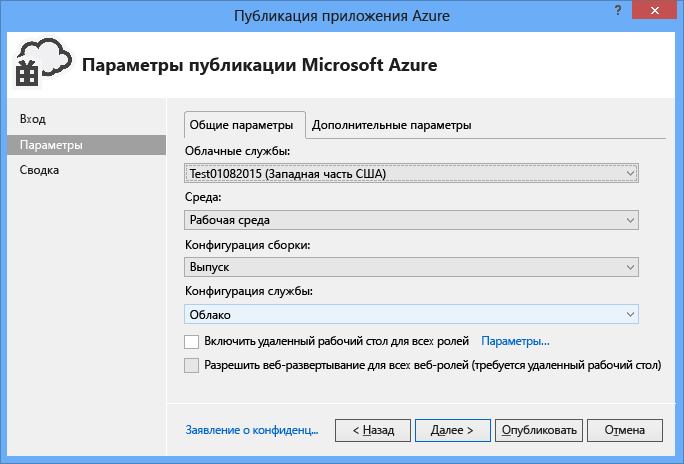 Публикация приложения Azure
?
Параметры публикации Microsoft Azure
Вход
Параметры
Сводка
Общие параметры
Дополнительные параметры
Облачные службы:
Test01082015 (Западная часть США)
Среда:
Рабочая среда
Конфигурация сборки:
Выпуск
Конфигурация службы:
Облако
Включить удаленный рабочий стол для всех ролей Параметры...
Разрешить веб-развертывание для всех веб-ролей (требуется удаленный рабочий стол)
Заявление о конфиденц...
< Назад
Далее >
Опубликовать
Отмена